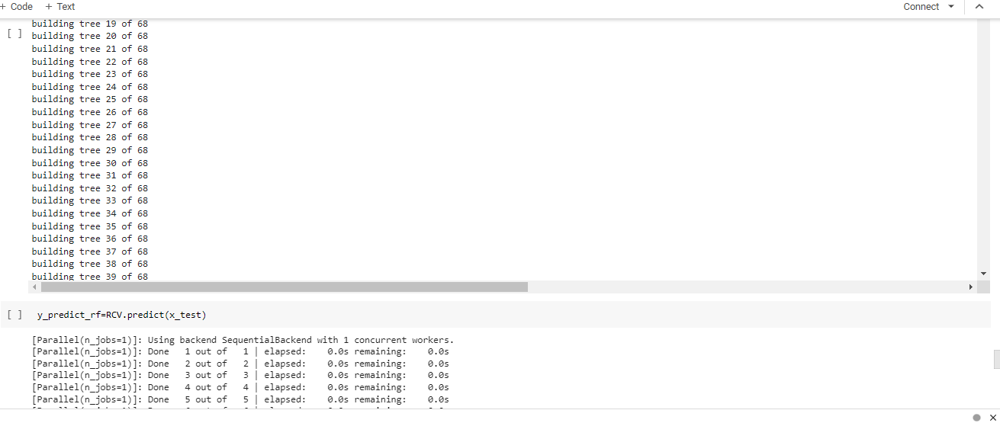 + Code + Text Connect
building tree 19 of 68
[ ] building tree 20 of 68
building tree 21 of 68
building tree 22 of 68
building tree 23 of 68
building tree 24 of 68
building tree 25 of 68
building tree 26 of 68
building tree 27 of 68
building tree 28 of 68
building tree 29 of 68
building tree 30 of 68
building tree 31 of 68
building tree 32 of 68
building tree 33 of 68
building tree 34 of 68
building tree 35 of 68
building tree 36 of 68
building tree 37 of 68
building tree 38 of 68
building tree 39 of 68
[ ] y_predict_rf=RCV.predict(x_test)
[Parallel(n_jobs=1)]: Using backend SequentialBackend with 1 concurrent workers.
[Parallel(n_jobs=1)]: Done 1 out of 1 | elapsed: 0.0s remaining: 0.0s
[Parallel(n_jobs=1)]: Done 2 out of 2 | elapsed: 0.0s remaining: 0.0s
[Parallel(n_jobs=1)]: Done 3 out of 3 | elapsed: 0.0s remaining: 0.0s
[Parallel(n_jobs=1)]: Done 4 out of 4 | elapsed: 0.0s remaining: 0.0s
[Parallel(n_jobs=1)]: Done 5 out of 5 | elapsed: 0.0s remaining: 0.0s